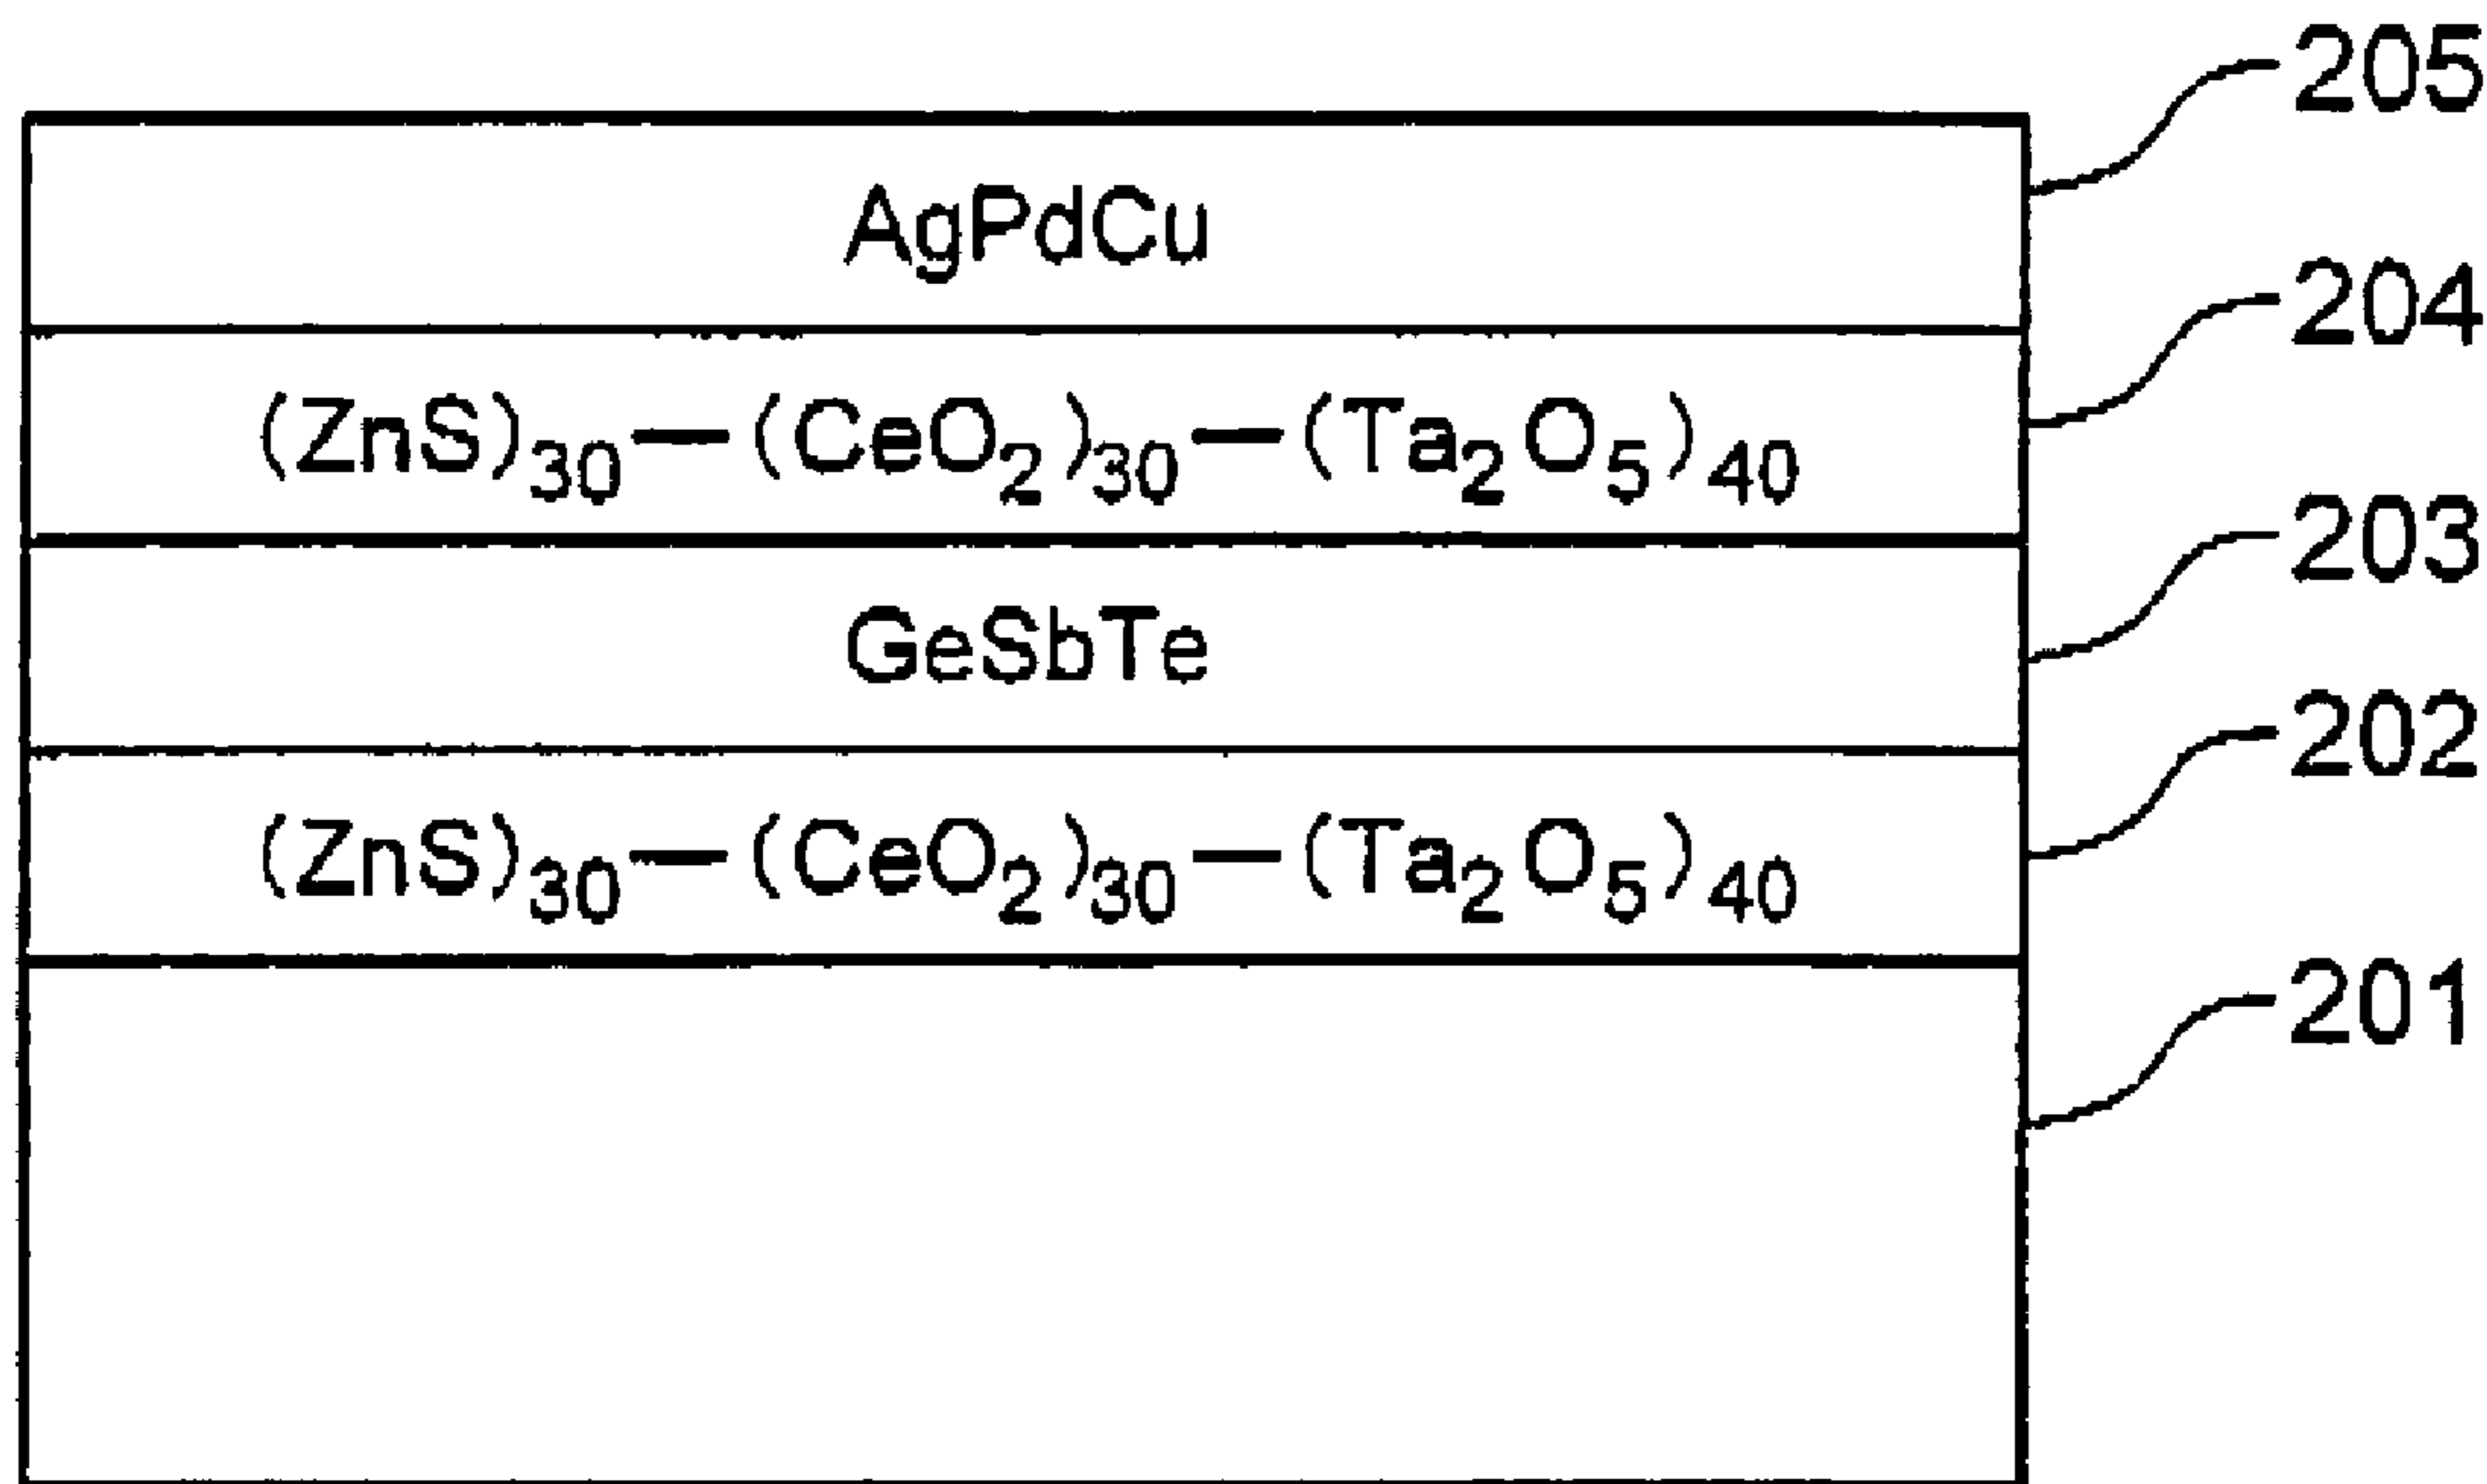 205
AgPdCu
204
(ZnS)₃₀—(CeO₂)₃₀—(Ta₂O₅)₄₀
203
GeSbTe
202
(ZnS)₃₀—(CeO₂)₃₀—(Ta₂O₅)₄₀
201